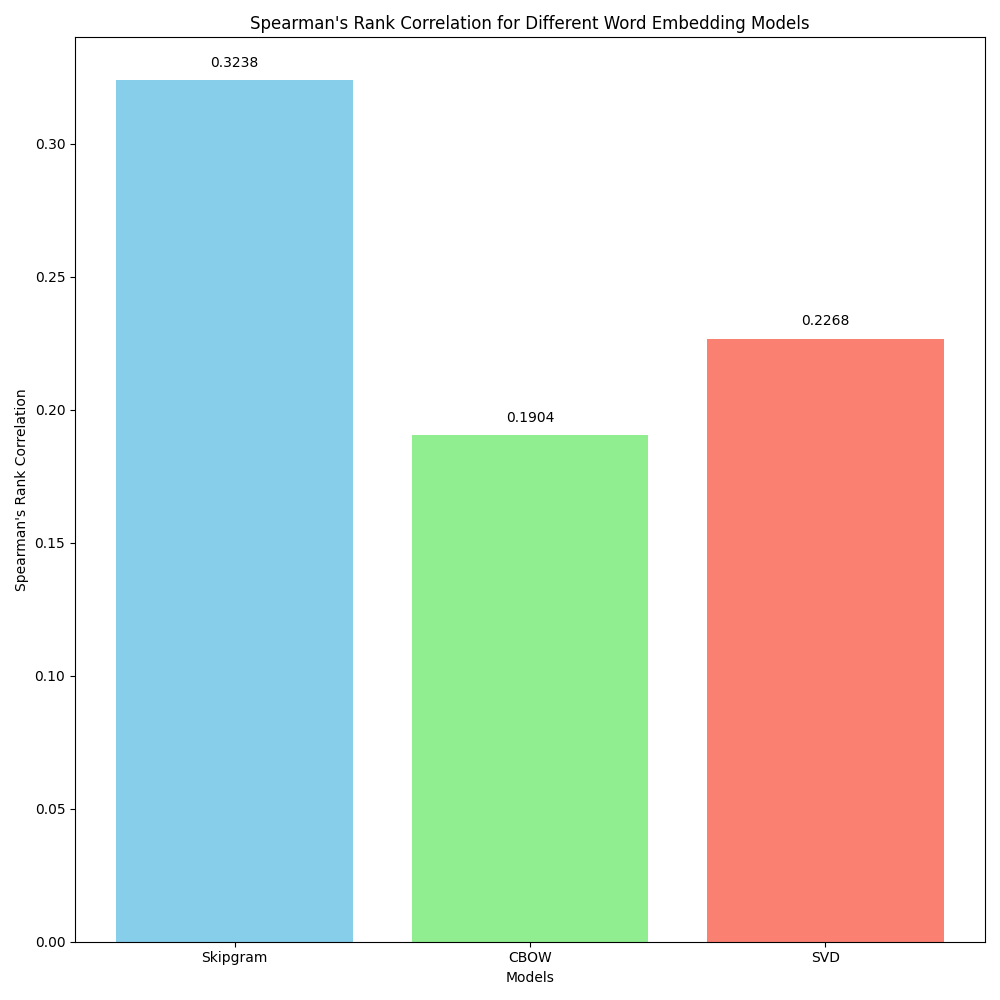 Spearman's Rank Correlation for Different Word Embedding Models
0.3238
0.2268
0.1904
0.30
0.25
0.20
0.15
0.10
0.05
0.00
Spearman's Rank Correlation
Skipgram
CBOW
SVD
Models